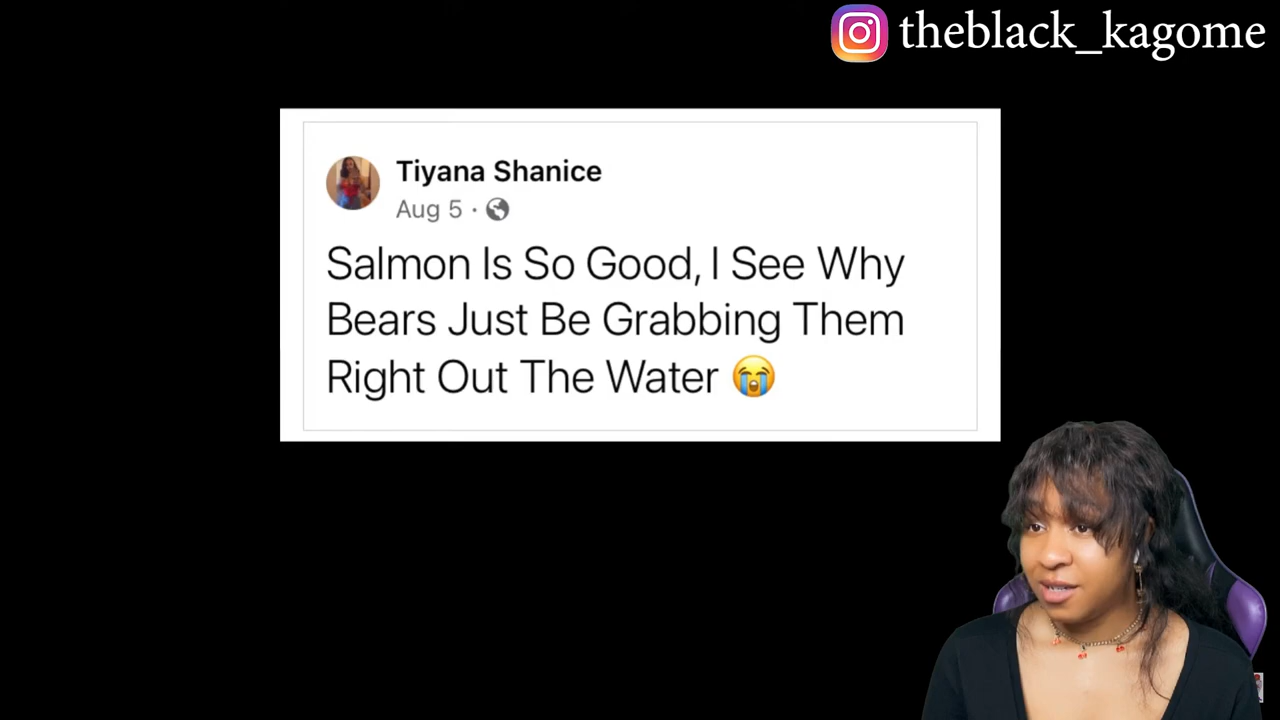 theblack_kagome
Tiyana Shanice
Aug 5 ·
Salmon Is So Good, I See Why
Bears Just Be Grabbing Them
Right Out The Water 😭